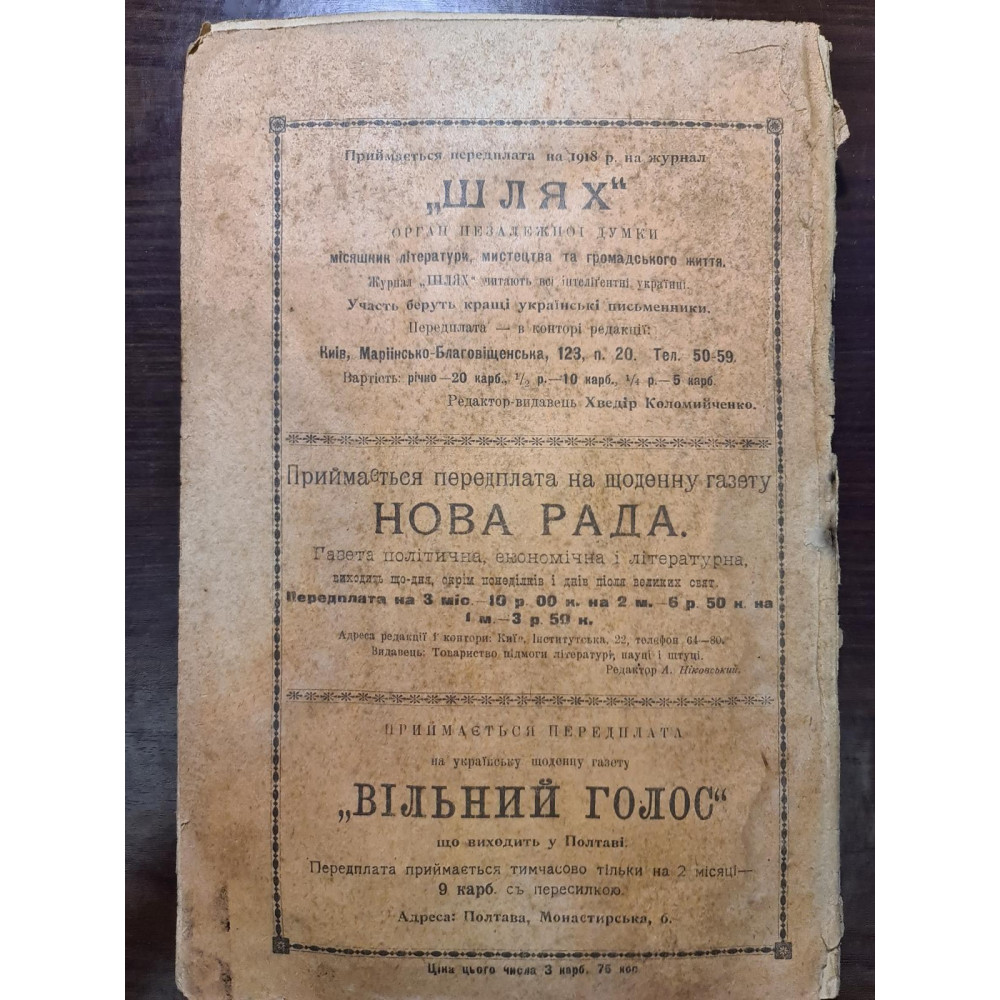 Приймається передплата на 1918 р. на журнал
„ШЛЯХ“
ОРГАН НЕЗАЛЕЖНОЇ ДУМКИ
місяшник літератури, мистецтва та громадського життя.
Журнал „ШЛЯХ“ читають всі інтеліґентні українці.
Участь беруть кращі українські письменники.
Передплата — в конторі редакції:
Київ, Маріїнсько-Благовіщенська, 123, п. 20. Тел. 50-59.
Вартість: річно—20 карб., 1/2 р.—10 карб., 1/4 р.—5 карб.
Редактор-видавець Хведір Коломийченко.
Приймається передплата на щоденну газету
НОВА РАДА.
Газета політична, економічна і літературна,
виходить що-дня, окрім понеділків і днів після великих свят.
Передплата на 3 міс.—10 р. 00 к. на 2 м.—6 р. 50 к. на
1 м.—3 р. 50 к.
Адреса редакції і контори: Київ, Інститутська, 22, телефон 64—80.
Видавець: Товариство підмоги літературі, науці і штуці.
Редактор А. Ніковський.
ПРИЙМАЄТЬСЯ ПЕРЕДПЛАТА
на українську щоденну газету
„ВІЛЬНИЙ ГОЛОС“
що виходить у Полтаві.
Передплата приймається тимчасово тільки на 2 місяці—
9 карб. съ пересилкою.
Адреса: Полтава, Монастирська, 6.
Ціна цього числа 3 карб. 75 коп.